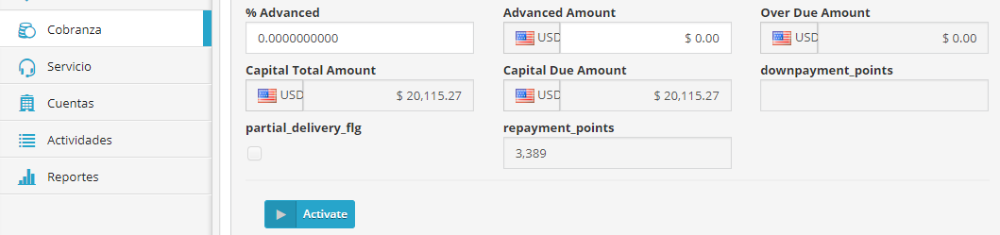 Cobranza
Servicio
Cuentas
Actividades
Reportes
% Advanced
Advanced Amount
Over Due Amount
0.0000000000
USD
$ 0.00
USD
$ 0.00
Capital Total Amount
Capital Due Amount
downpayment_points
USD
$ 20,115.27
USD
$ 20,115.27
partial_delivery_flg
repayment_points
3,389
Activate